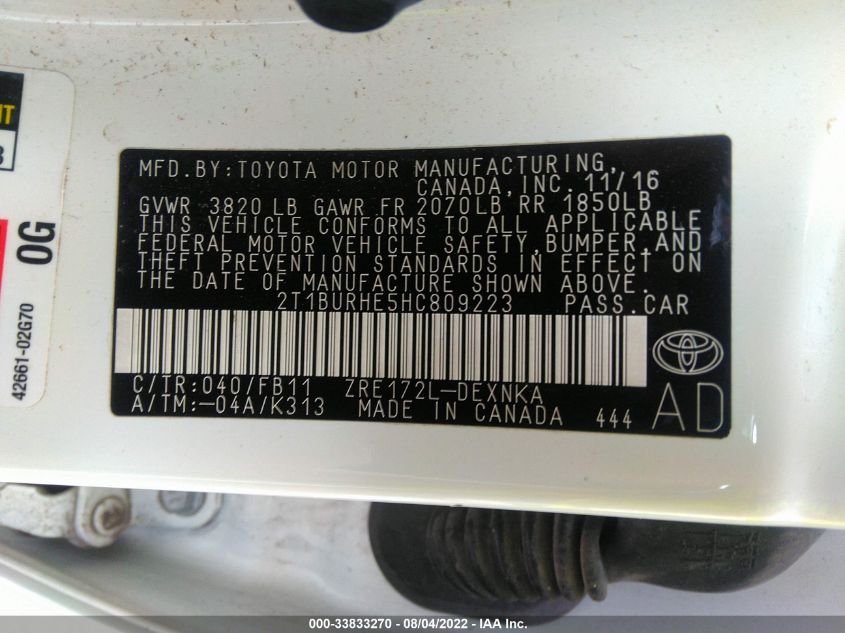 MFD.BY:TOYOTA MOTOR MANUFACTURING,
CANADA,INC. 11/16
GVWR 3820 LB GAWR FR 2070LB RR 1850LB
THIS VEHICLE CONFORMS TO ALL APPLICABLE
FEDERAL MOTOR VEHICLE SAFETY,BUMPER,AND
THEFT PREVENTION STANDARDS IN EFFECT ON
THE DATE OF MANUFACTURE SHOWN ABOVE.
2T1BURHE5HC809223 PASS.CAR
C/TR:040/FB11 ZRE172L-DEXNKA
A/TM:-04A/K313 MADE IN CANADA 444 AD
0G
42661-02G70
000-33833270 - 08/04/2022 - IAA Inc.